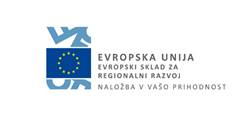 EVROPSKA UNIJA
EVROPSKI SKLAD ZA
REGIONALNI RAZVOJ
NALOŽBA V VAŠO PRIHODNOST